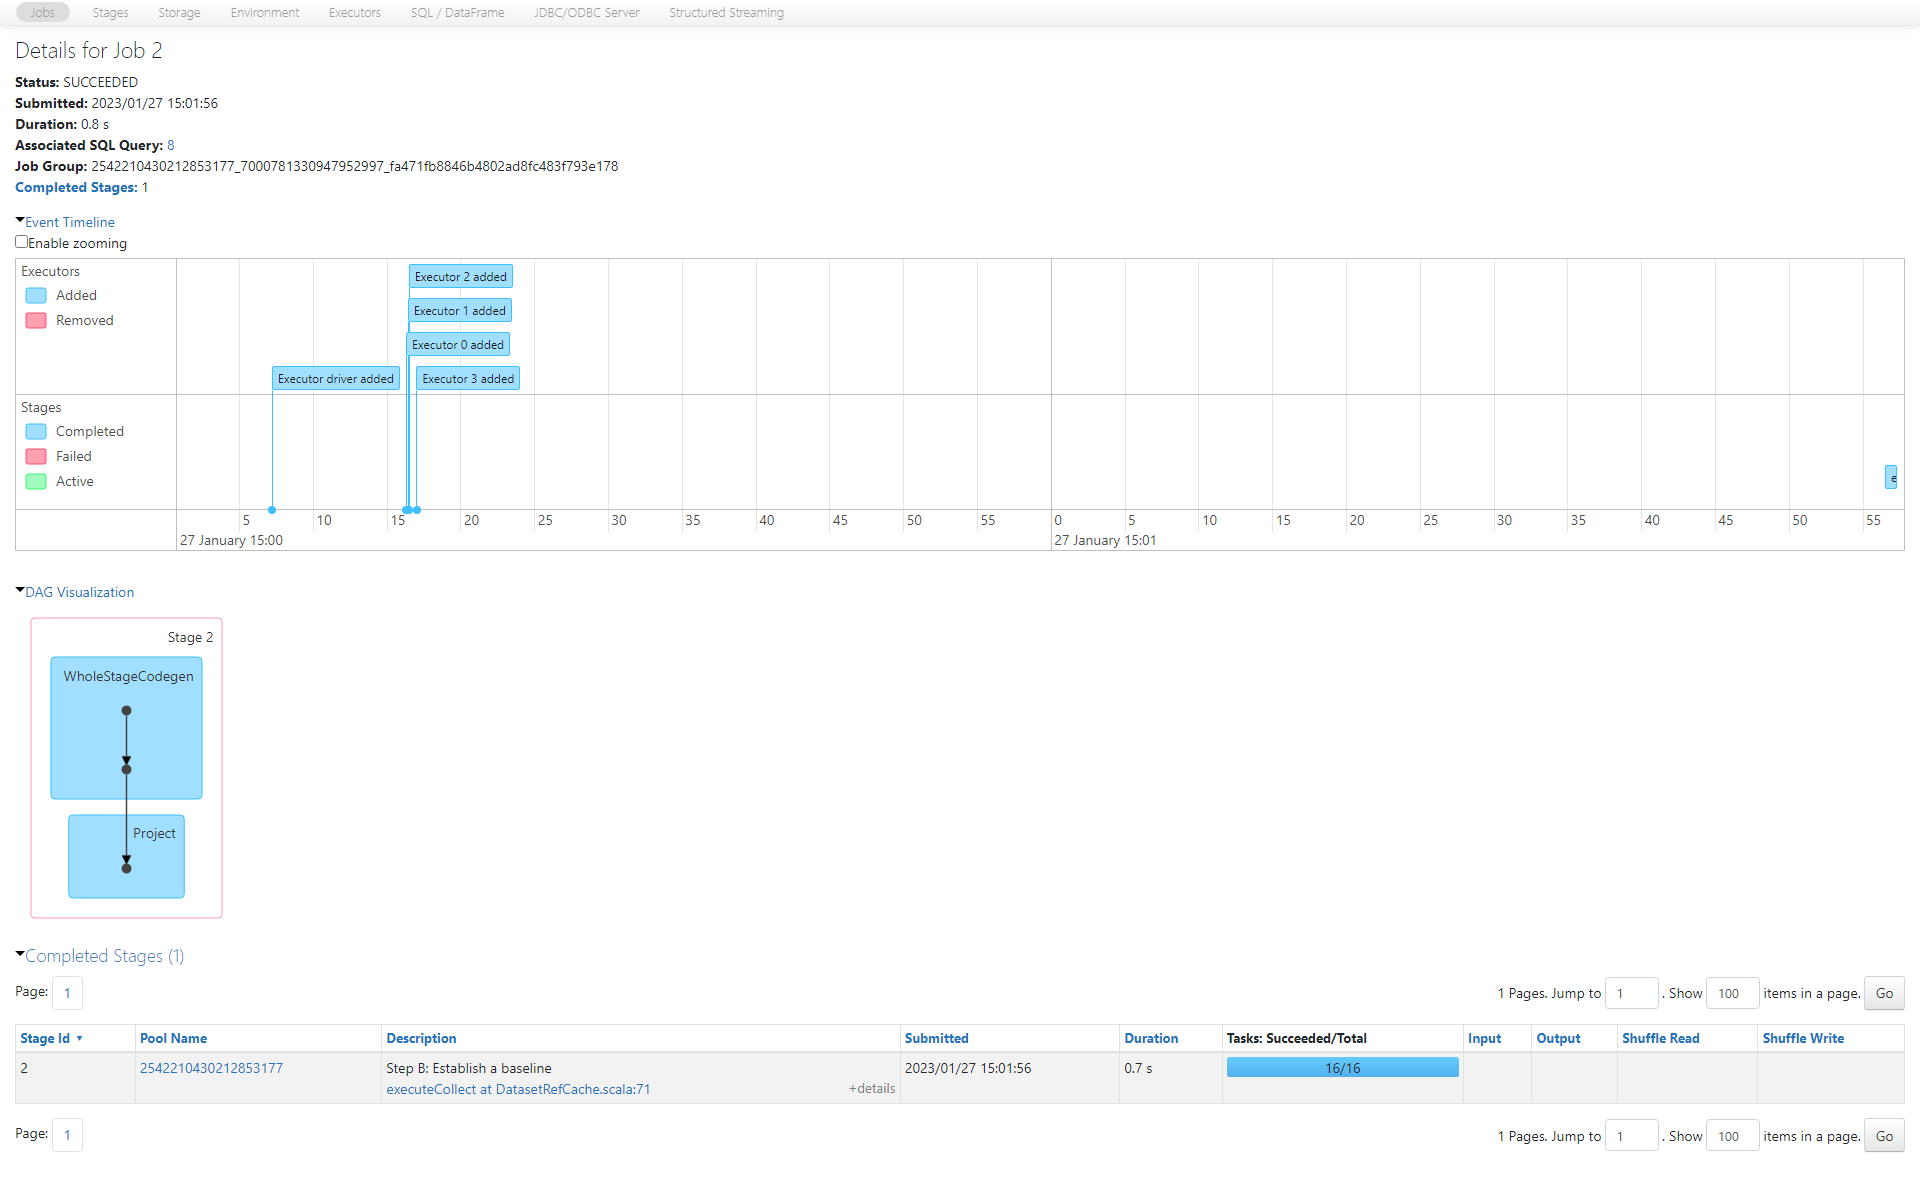 Jobs Stages Storage Environment Executors SQL / DataFrame JDBC/ODBC Server Structured Streaming
Details for Job 2
Status: SUCCEEDED
Submitted: 2023/01/27 15:01:56
Duration: 0.8 s
Associated SQL Query: 8
Job Group: 2542210430212853177_7000781330947952997_fa471fb8846b4802ad8fc483f793e178
Completed Stages: 1
Event Timeline
Enable zooming
Executors
Added
Removed
Executor 2 added
Executor 1 added
Executor 0 added
Executor driver added Executor 3 added
Stages
Completed
Failed
Active
e
5 10 15 20 25 30 35 40 45 50 55 0 5 10 15 20 25 30 35 40 45 50 55
27 January 15:00 27 January 15:01
DAG Visualization
Stage 2
WholeStageCodegen
Project
Completed Stages (1)
Page: 1 1 Pages. Jump to 1 . Show 100 items in a page. Go
Stage Id ▾ Pool Name Description Submitted Duration Tasks: Succeeded/Total Input Output Shuffle Read Shuffle Write
2 2542210430212853177 Step B: Establish a baseline 2023/01/27 15:01:56 0.7 s 16/16
executeCollect at DatasetRefCache.scala:71 +details
Page: 1 1 Pages. Jump to 1 . Show 100 items in a page. Go